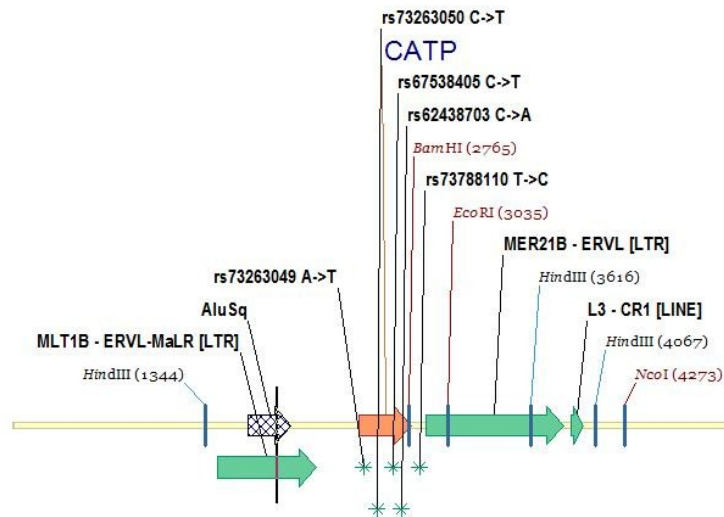 rs73263050 C->T
CATP
rs67538405 C->T
rs62438703 C->A
BamHI (2765)
rs73788110 T->C
EcoRI (3035)
MER21B - ERVL [LTR]
rs73263049 A->T
HindIII (3616)
AluSq
L3 - CR1 [LINE]
MLT1B - ERVL-MaLR [LTR]
HindIII (4067)
HindIII (1344)
NcoI (4273)